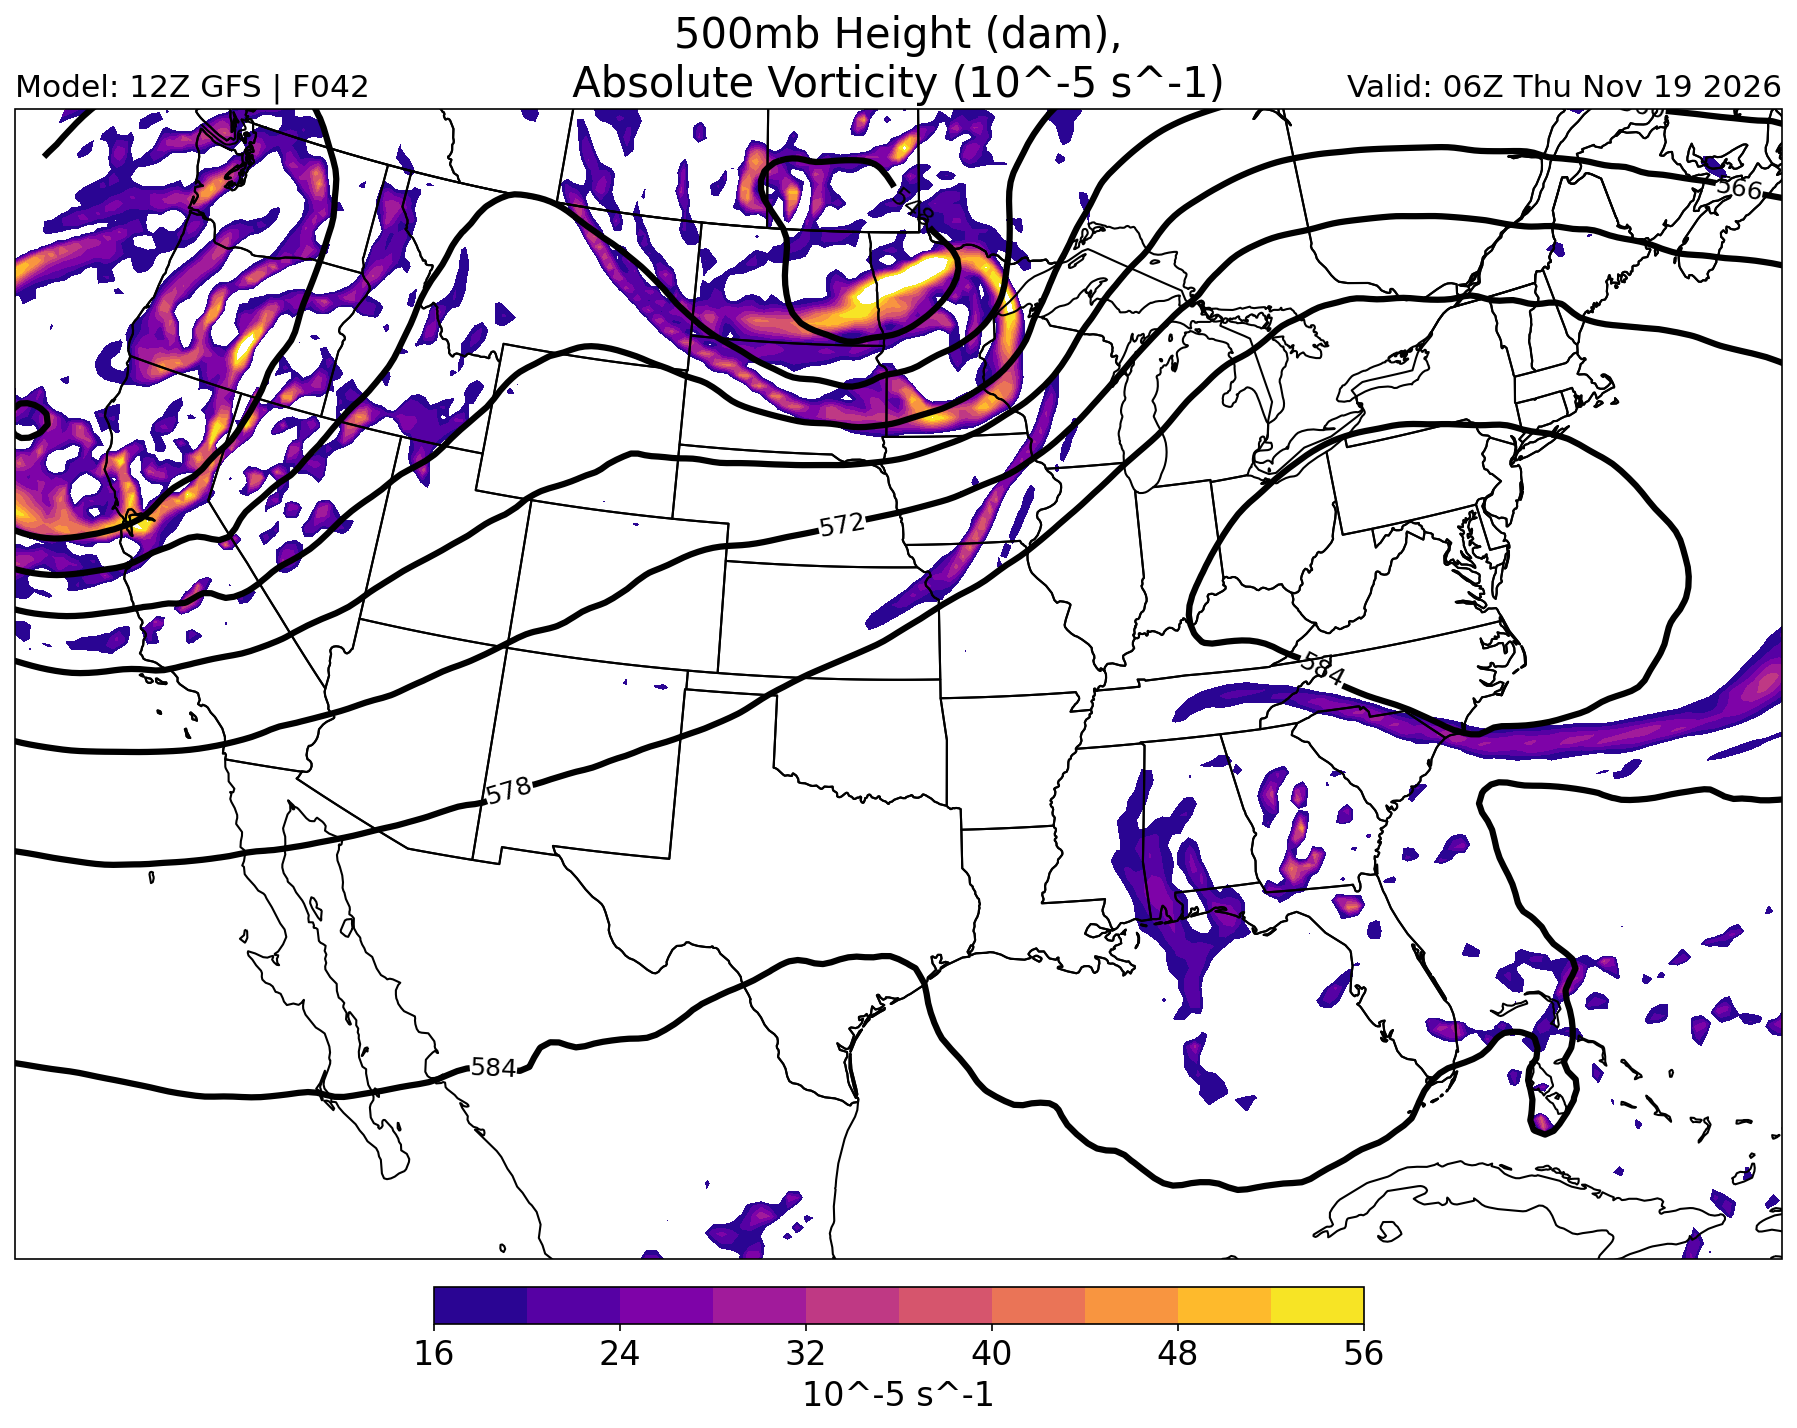 500mb Height (dam),
Model: 12Z GFS | F042
Absolute Vorticity (10^-5 s^-1)
Valid: 06Z Thu Nov 19 2026
548
566
572
584
578
584
16 24 32 40 48 56
10^-5 s^-1